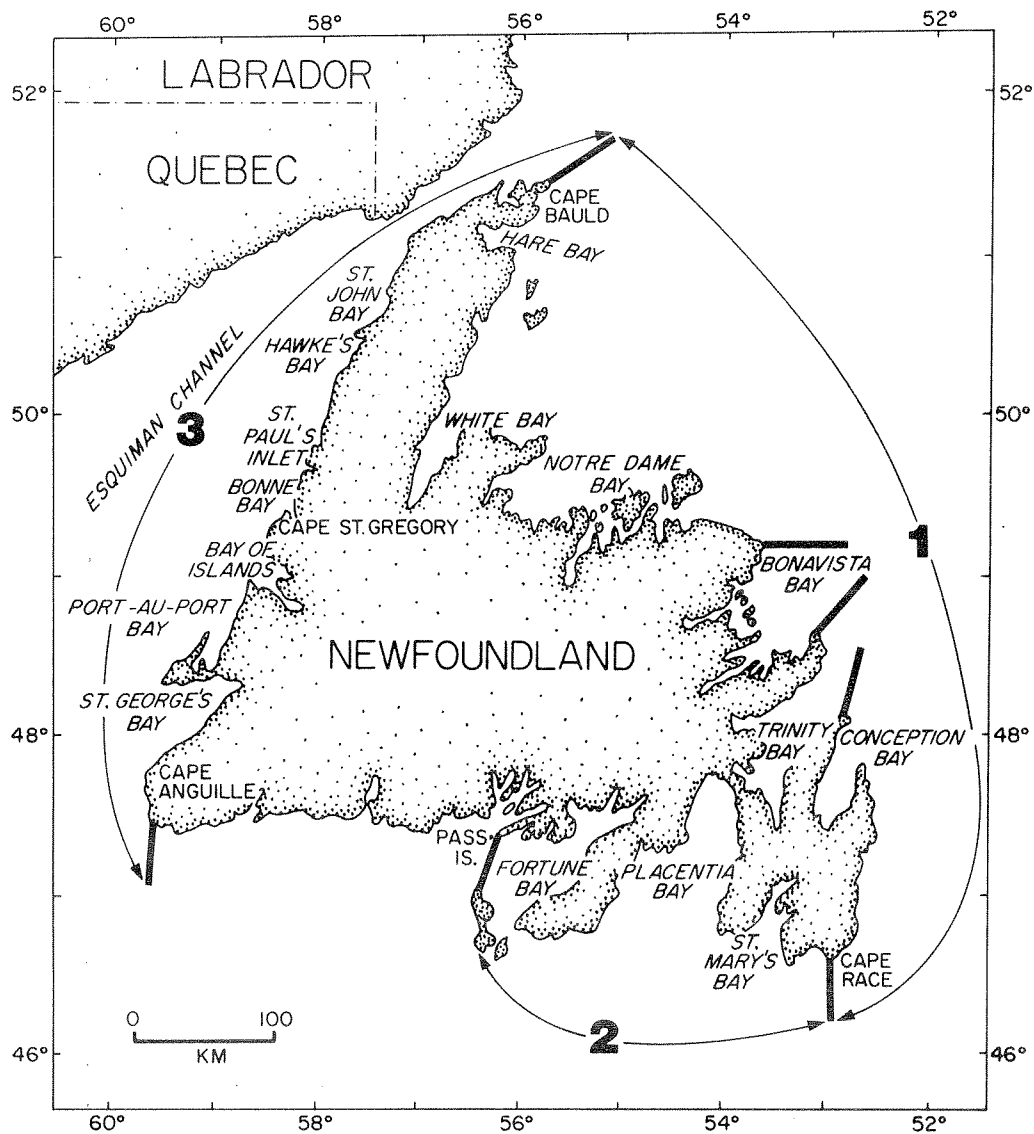 60° 58° 56° 54° 52°
LABRADOR
52° 52°
QUEBEC
CAPE
BAULD
HARE BAY
ST.
JOHN
BAY
HAWKE'S
BAY
ESQUIMAN CHANNEL
50° 50°
3
ST.
PAUL'S
INLET
WHITE BAY
NOTRE DAME
BAY
BONNE
BAY
CAPE ST. GREGORY
1
BAY OF
ISLANDS
BONAVISTA
BAY
PORT-AU-PORT
BAY
NEWFOUNDLAND
ST. GEORGE'S
BAY
48° 48°
TRINITY
BAY
CONCEPTION
BAY
CAPE
ANGUILLE
PASS
IS.
FORTUNE
BAY
PLACENTIA
BAY
ST.
MARY'S
BAY
CAPE
RACE
0 100
KM
2
46° 46°
60° 59° 58° 56° 54° 52°